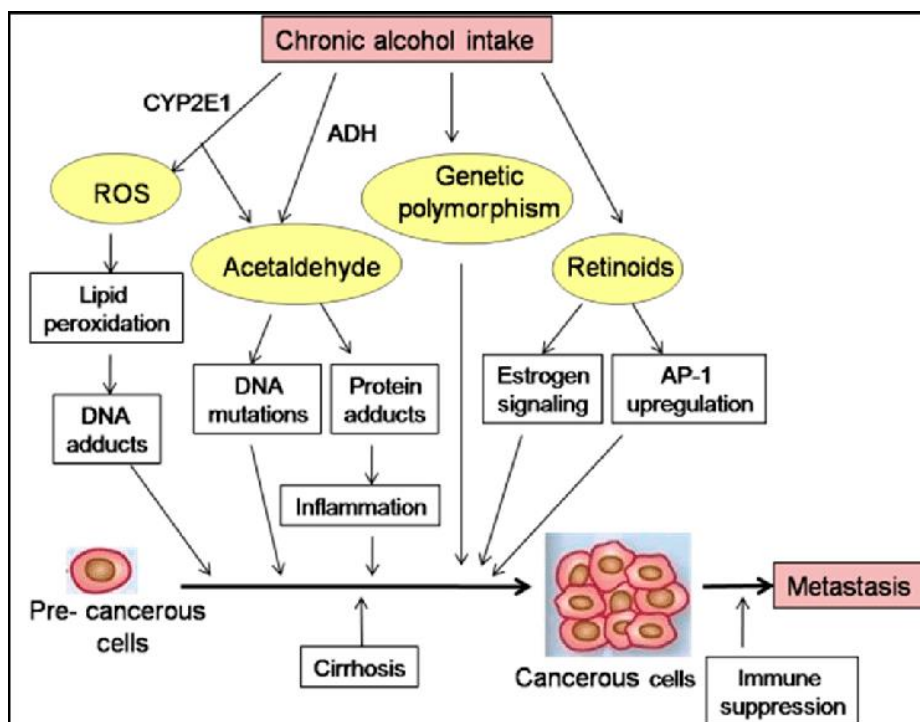 Chronic alcohol intake
CYP2E1
ADH
ROS
Genetic
polymorphism
Acetaldehyde
Retinoids
Lipid
peroxidation
DNA
mutations
Protein
adducts
Estrogen
signaling
AP-1
upregulation
DNA
adducts
Inflammation
Pre- cancerous
cells
Cirrhosis
Cancerous cells
Metastasis
Immune
suppression